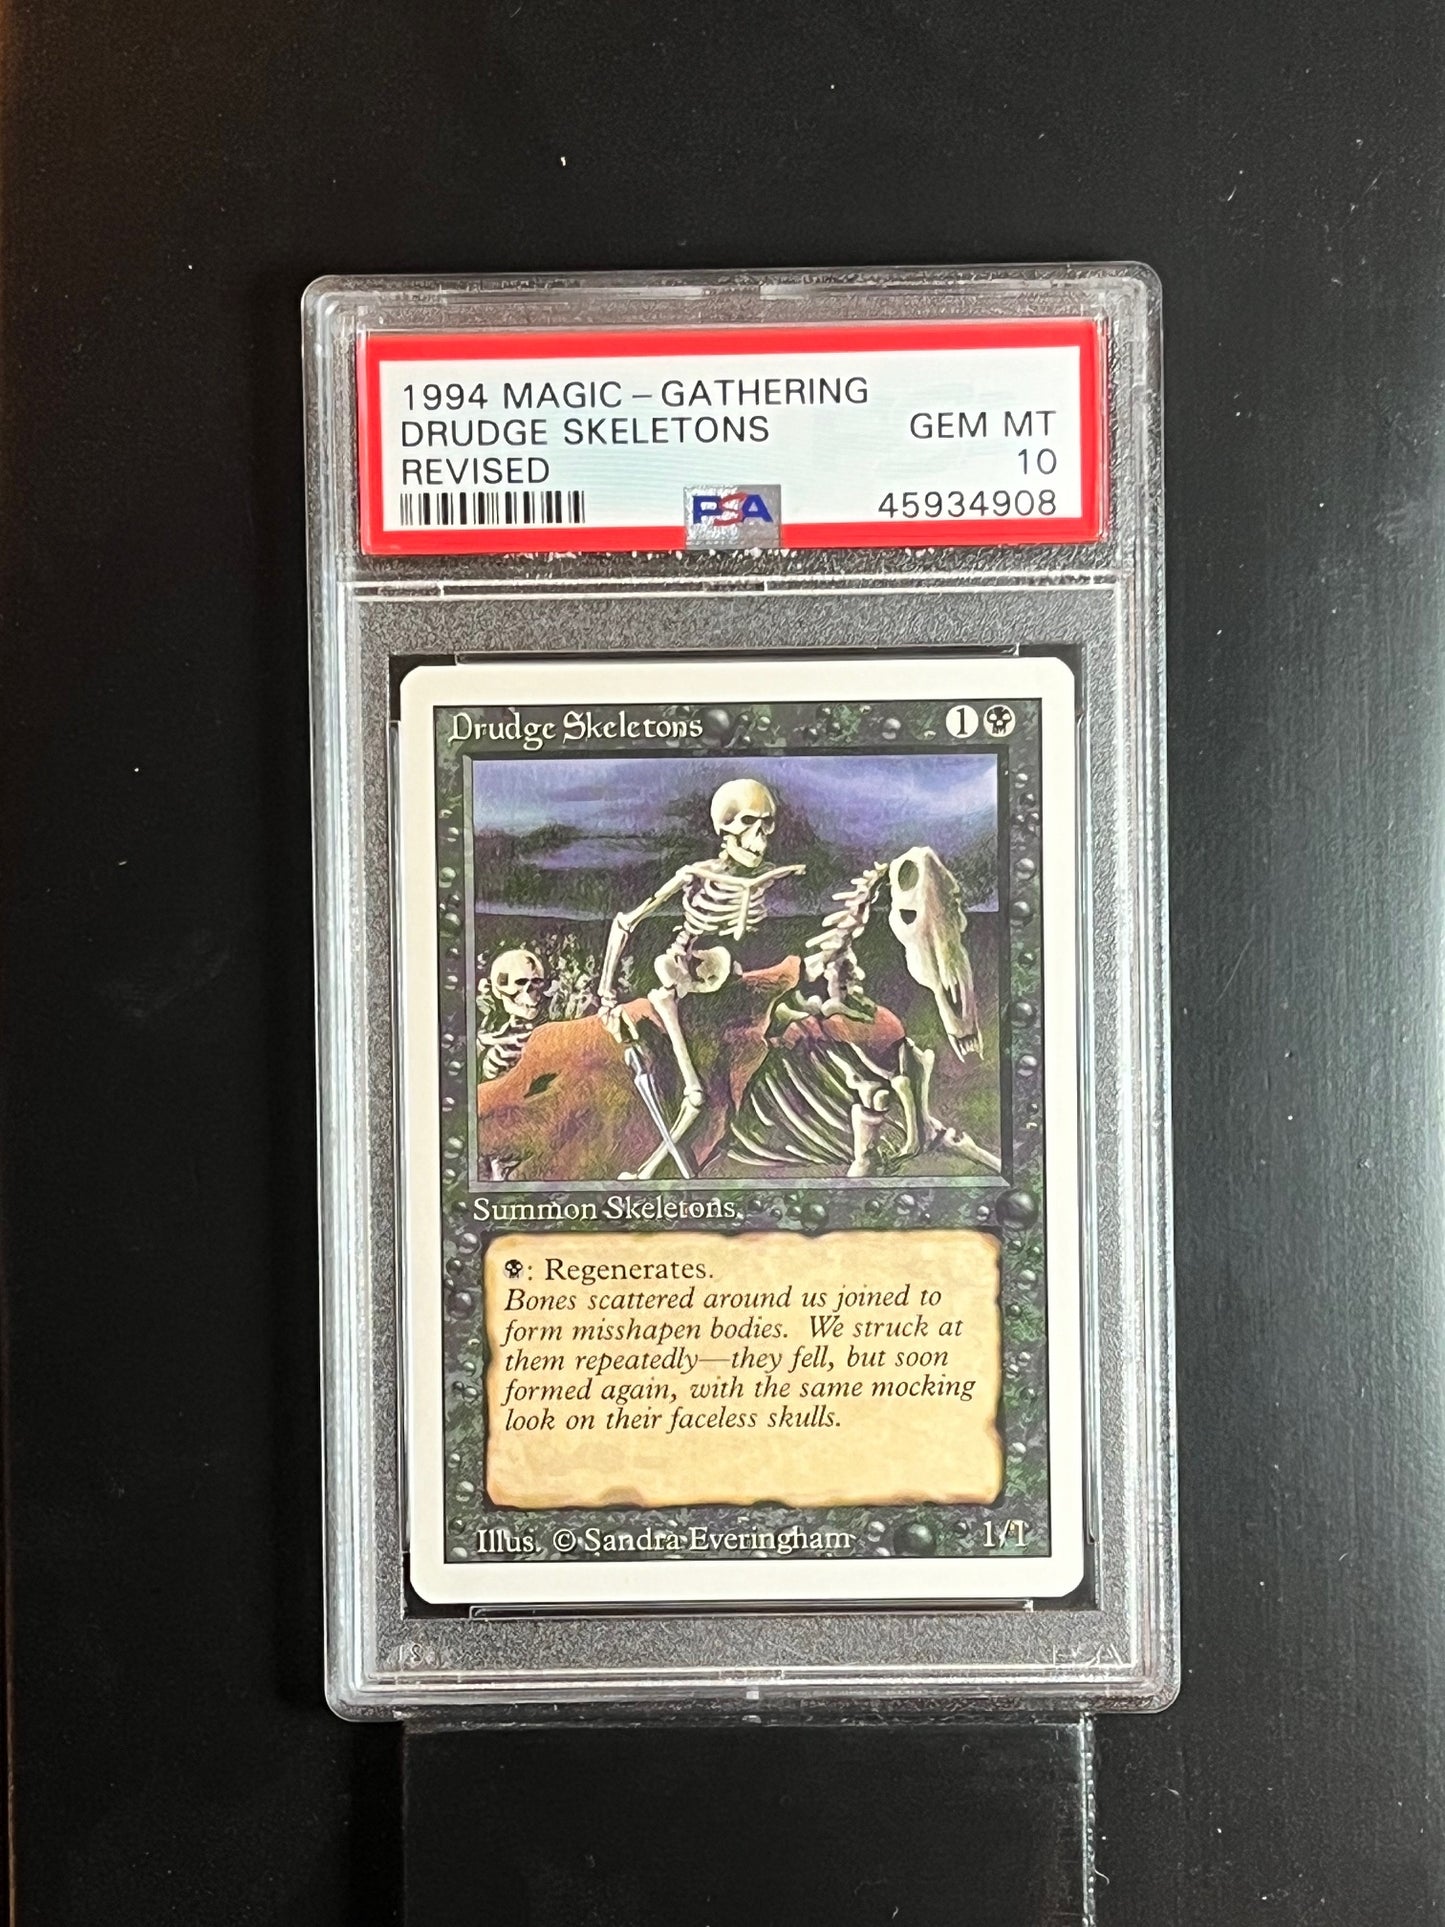 1994 MAGIC - GATHERING
DRUDGE SKELETONS
REVISED
GEM MT
10
45934908
PSA
Drudge Skeletons
1
Summon Skeletons
: Regenerates.
Bones scattered around us joined to
form misshapen bodies. We struck at
them repeatedly—they fell, but soon
formed again, with the same mocking
look on their faceless skulls.
Illus. © Sandra Everingham
1/1